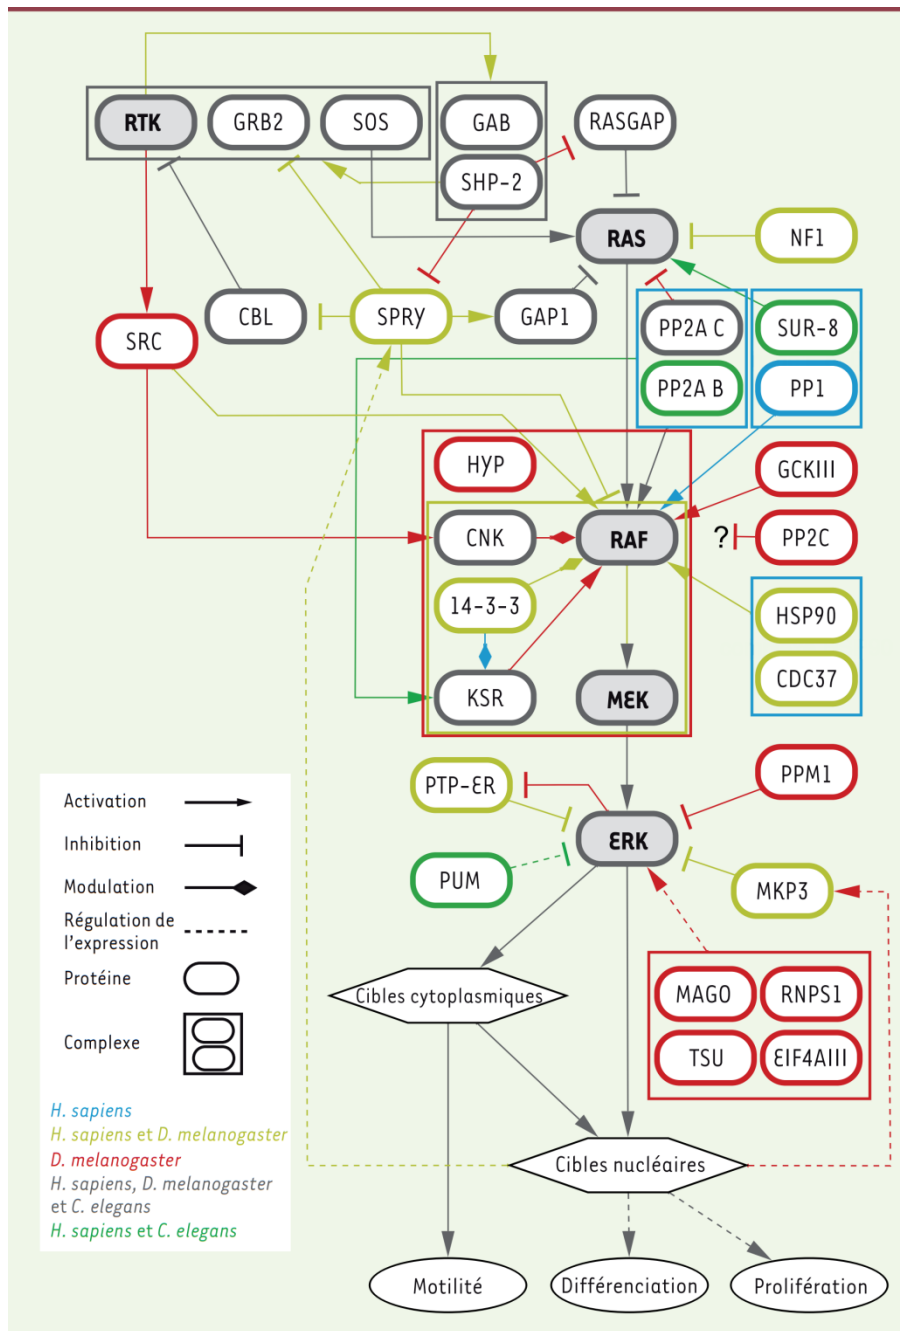 RTK
GRB2
SOS
GAB
RASGAP
SHP-2
RAS
NF1
SRC
CBL
SPRY
GAP1
PP2A C
SUR-8
PP2A B
PP1
HYP
GCKIII
CNK
RAF
?
PP2C
14-3-3
HSP90
KSR
MEK
CDC37
PTP-ER
PPM1
ERK
PUM
MKP3
Cibles cytoplasmiques
MAGO
RNPS1
TSU
EIF4AIII
Cibles nucléaires
Motilité
Différenciation
Prolifération
Activation
Inhibition
Modulation
Régulation de
l'expression
Protéine
Complexe
H. sapiens
H. sapiens et D. melanogaster
D. melanogaster
H. sapiens, D. melanogaster
et C. elegans
H. sapiens et C. elegans